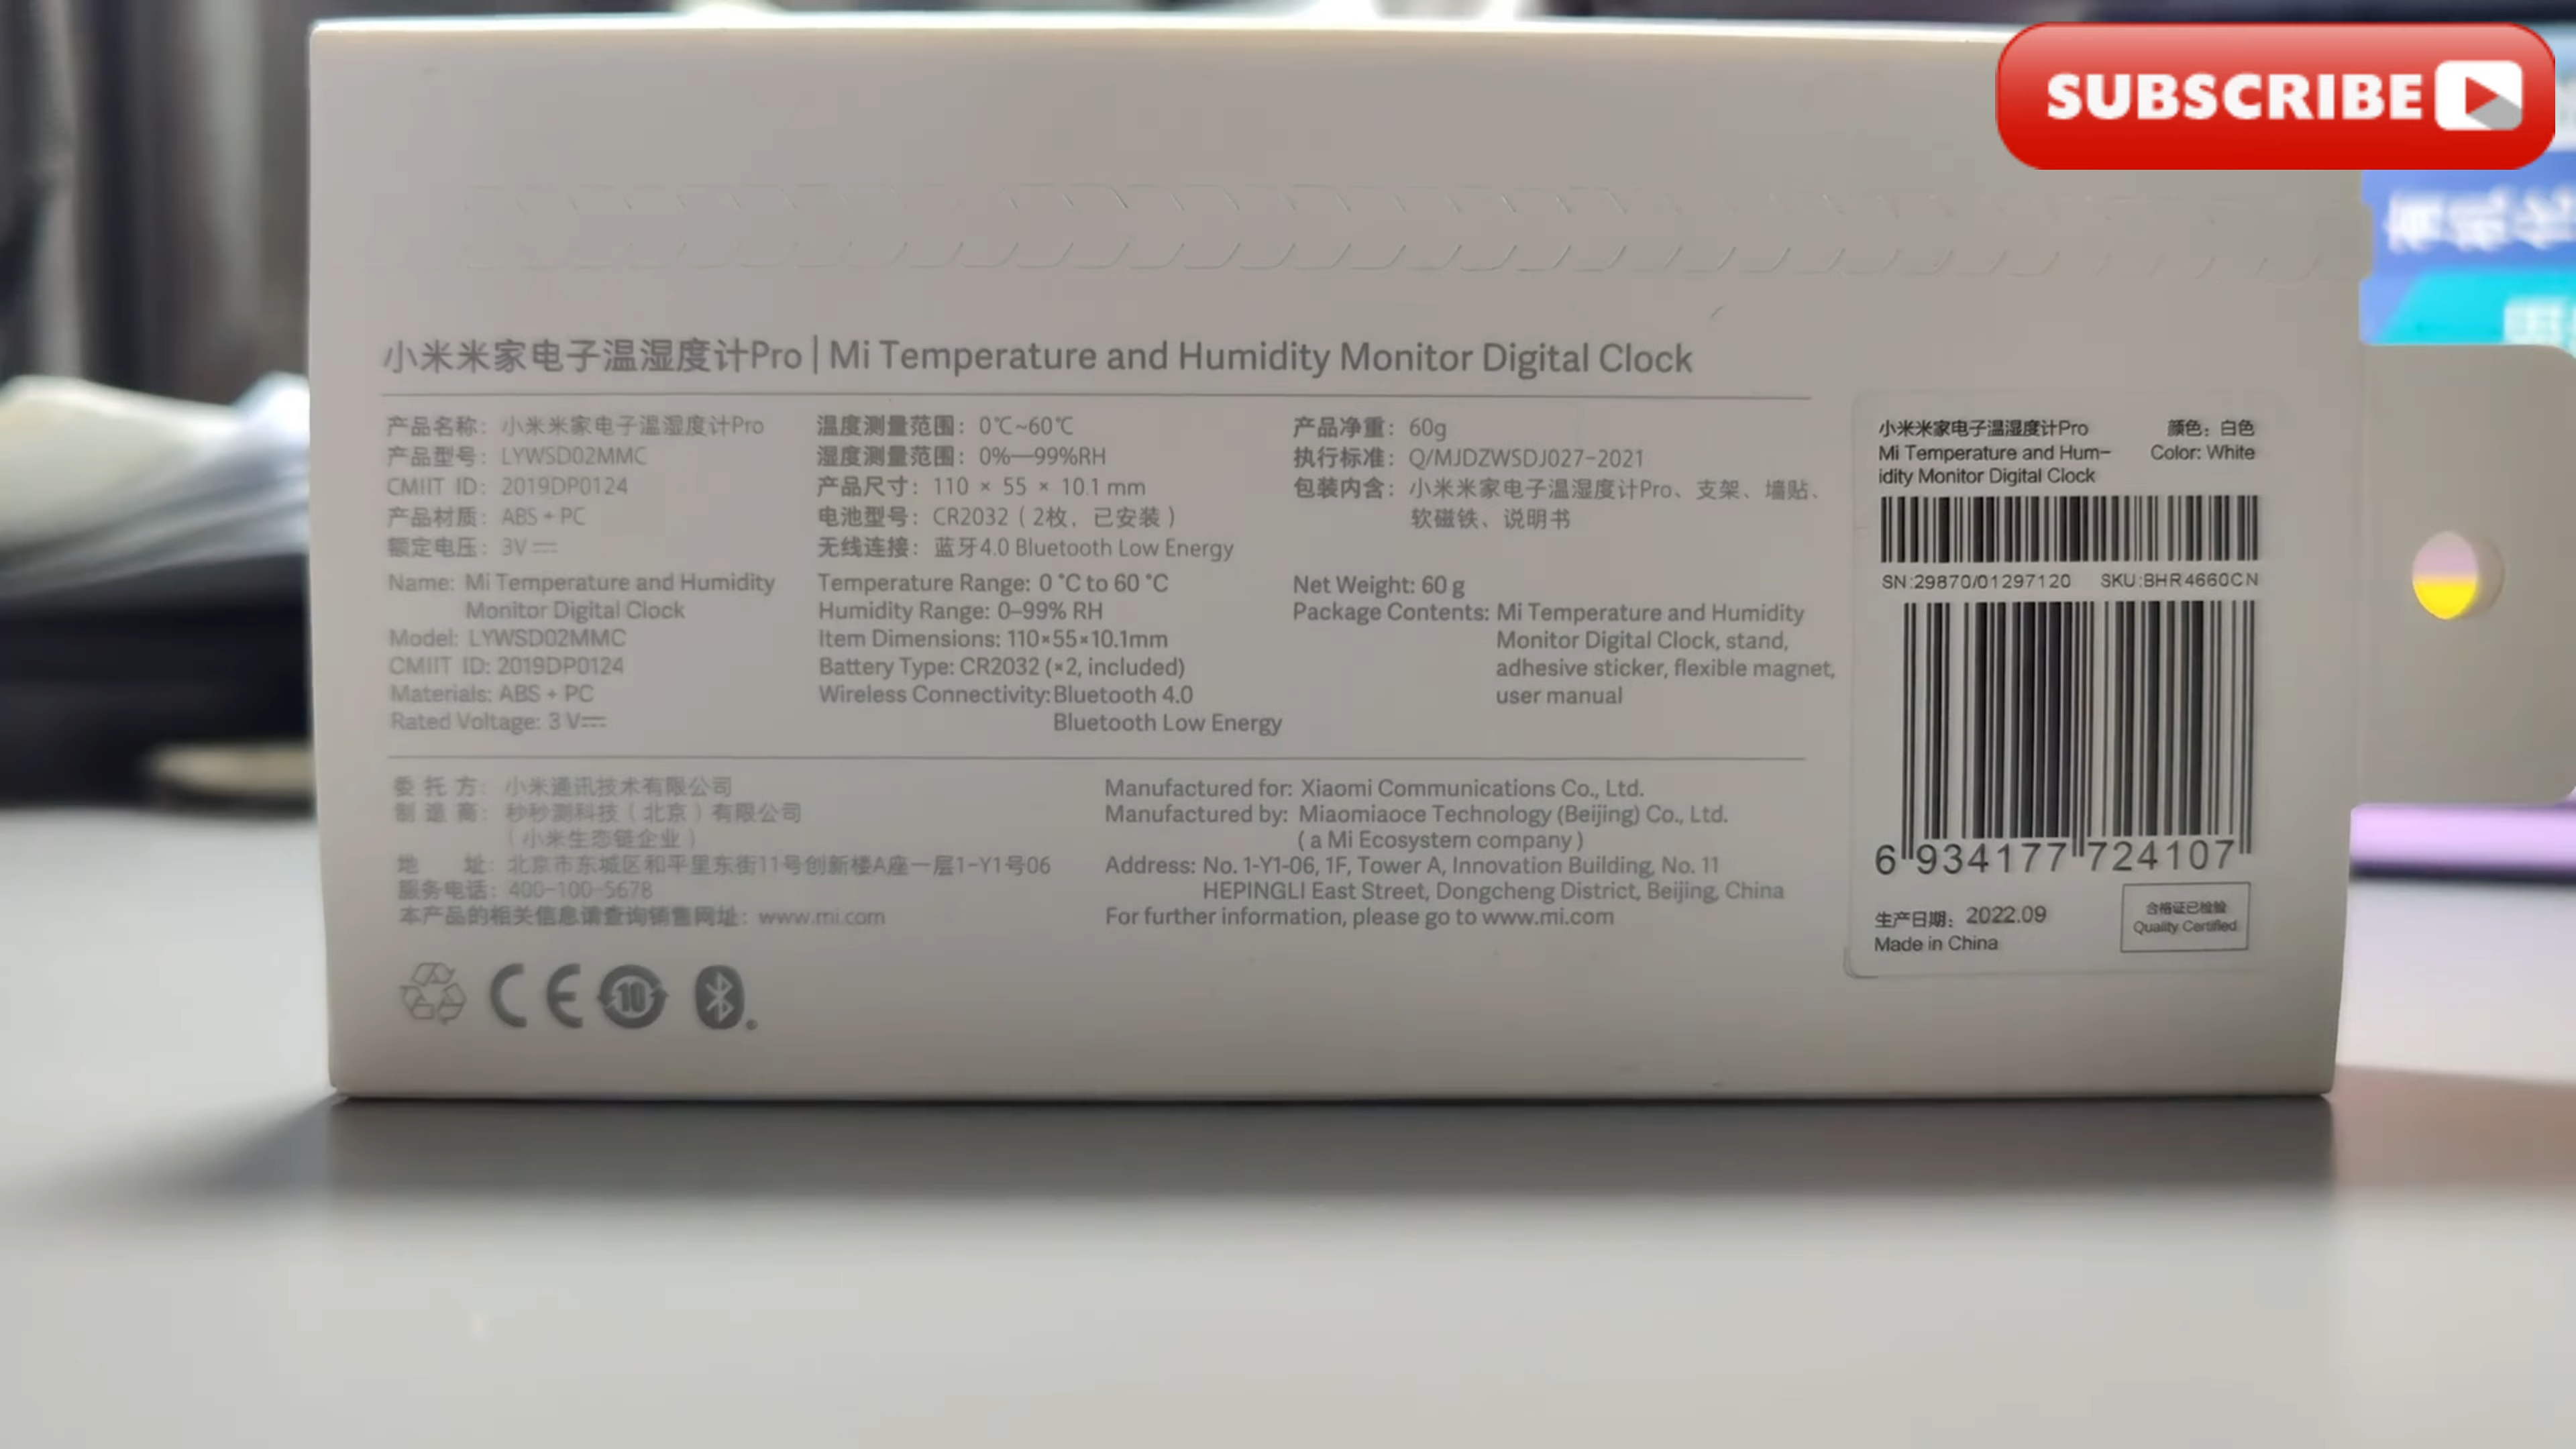 SUBSCRIBE
小米米家电子温湿度计Pro | Mi Temperature and Humidity Monitor Digital Clock
产品名称：小米米家电子温湿度计Pro
产品型号：LYWSD02MMC
CMIIT ID：2019DP0124
产品材质：ABS + PC
额定电压：3V
温度测量范围：0℃~60℃
湿度测量范围：0%—99%RH
产品尺寸：110 × 55 × 10.1 mm
电池型号：CR2032（2枚，已安装）
无线连接：蓝牙4.0 Bluetooth Low Energy
产品净重：60g
执行标准：Q/MJDZWSDJ027-2021
包装内含：小米米家电子温湿度计Pro、支架、墙贴、
软磁铁、说明书
Name: Mi Temperature and Humidity
Monitor Digital Clock
Model: LYWSD02MMC
CMIIT ID: 2019DP0124
Materials: ABS + PC
Rated Voltage: 3 V
Temperature Range: 0 °C to 60 °C
Humidity Range: 0–99% RH
Item Dimensions: 110×55×10.1mm
Battery Type: CR2032 (×2, included)
Wireless Connectivity: Bluetooth 4.0
Bluetooth Low Energy
Net Weight: 60 g
Package Contents: Mi Temperature and Humidity
Monitor Digital Clock, stand,
adhesive sticker, flexible magnet,
user manual
委托方：小米通讯技术有限公司
制造商：秒秒测科技（北京）有限公司
（小米生态链企业）
地址：北京市东城区和平里东街11号创新楼A座一层1-Y1号06
服务电话：400-100-5678
本产品的相关信息请查询销售网址：www.mi.com
Manufactured for: Xiaomi Communications Co., Ltd.
Manufactured by: Miaomiaoce Technology (Beijing) Co., Ltd.
( a Mi Ecosystem company )
Address: No. 1-Y1-06, 1F, Tower A, Innovation Building, No. 11
HEPINGLI East Street, Dongcheng District, Beijing, China
For further information, please go to www.mi.com
CE 10
小米米家电子温湿度计Pro 颜色：白色
Mi Temperature and Hum- Color: White
idity Monitor Digital Clock
SN:29870/01297120 SKU:BHR4660CN
6 934177 724107
生产日期：2022.09
Made in China
合格证已检验
Quality Certified